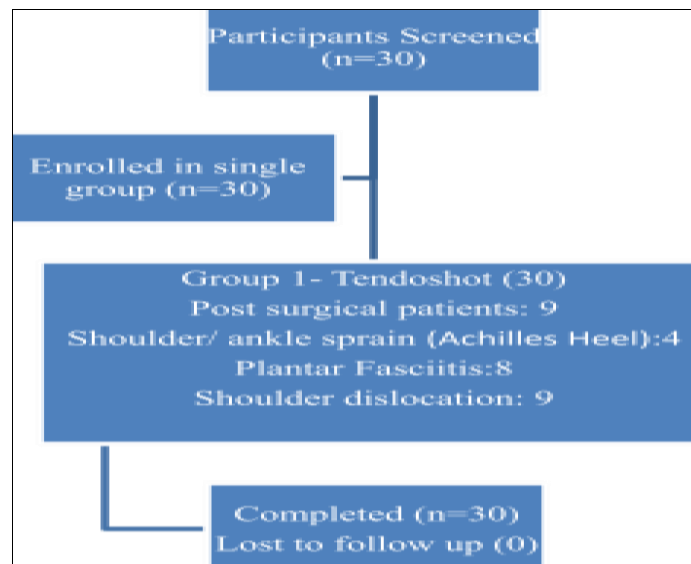 Participants Screened
(n=30)
Enrolled in single
group (n=30)
Group 1- Tendoshot (30)
Post surgical patients: 9
Shoulder/ ankle sprain (Achilles Heel):4
Plantar Fasciitis:8
Shoulder dislocation: 9
Completed (n=30)
Lost to follow up (0)